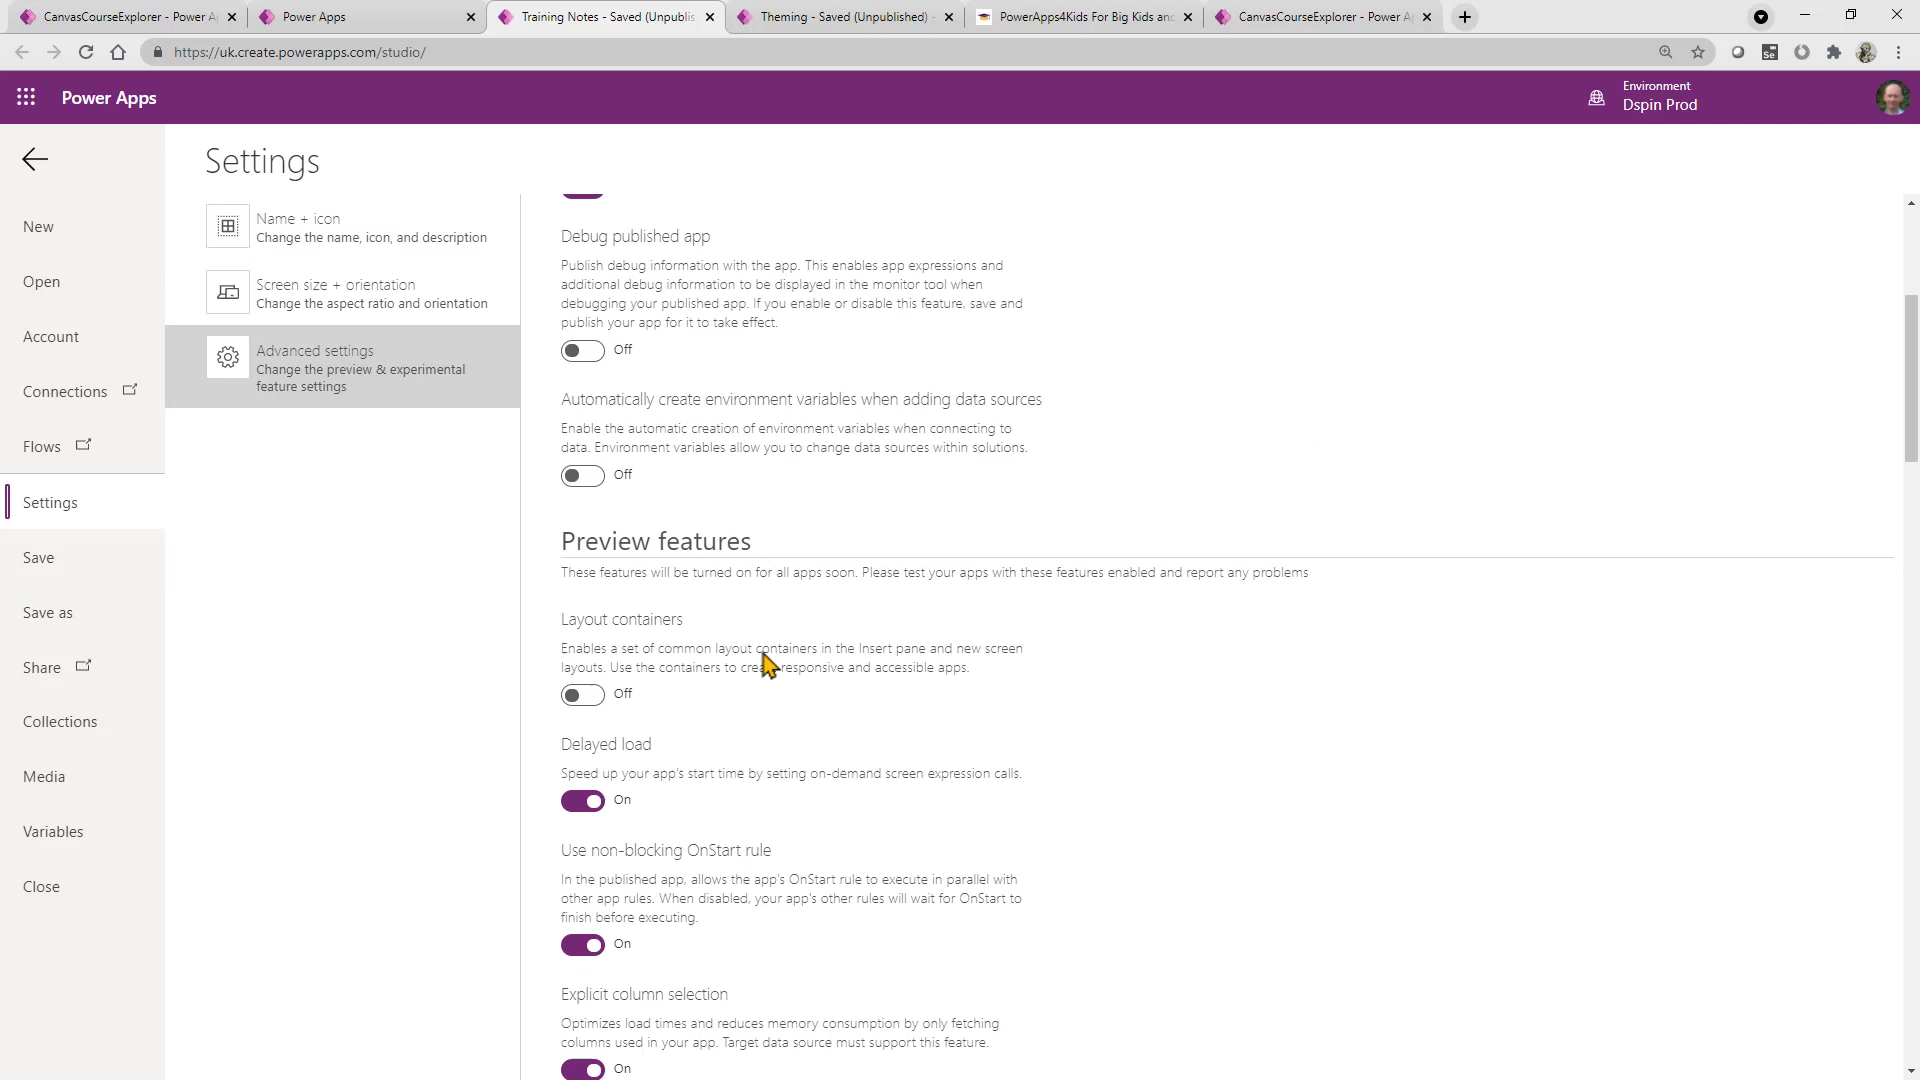 CanvasCourseExplorer - Power A
Power Apps
Training Notes - Saved (Unpublis
Theming - Saved (Unpublished) -
PowerApps4Kids For Big Kids and
CanvasCourseExplorer - Power A
https://uk.create.powerapps.com/studio/
Se
Power Apps
Environment
Dspin Prod
Settings
New
Open
Account
Connections
Flows
Settings
Save
Save as
Share
Collections
Media
Variables
Close
Name + icon
Change the name, icon, and description
Screen size + orientation
Change the aspect ratio and orientation
Advanced settings
Change the preview & experimental
feature settings
Debug published app
Publish debug information with the app. This enables app expressions and
additional debug information to be displayed in the monitor tool when
debugging your published app. If you enable or disable this feature, save and
publish your app for it to take effect.
Off
Automatically create environment variables when adding data sources
Enable the automatic creation of environment variables when connecting to
data. Environment variables allow you to change data sources within solutions.
Off
Preview features
These features will be turned on for all apps soon. Please test your apps with these features enabled and report any problems
Layout containers
Enables a set of common layout containers in the Insert pane and new screen
layouts. Use the containers to create responsive and accessible apps.
Off
Delayed load
Speed up your app's start time by setting on-demand screen expression calls.
On
Use non-blocking OnStart rule
In the published app, allows the app's OnStart rule to execute in parallel with
other app rules. When disabled, your app's other rules will wait for OnStart to
finish before executing.
On
Explicit column selection
Optimizes load times and reduces memory consumption by only fetching
columns used in your app. Target data source must support this feature.
On